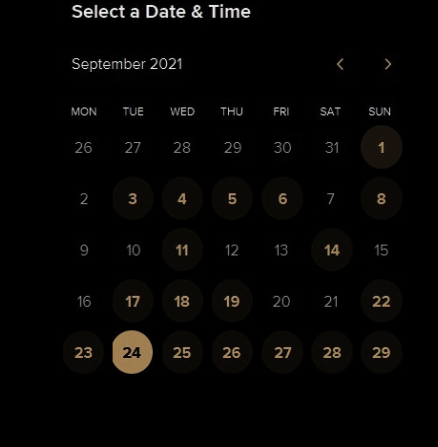 Select a Date & Time
September 2021
MON TUE WED THU FRI SAT SUN
26 27 28 29 30 31 1
2 3 4 5 6 7 8
9 10 11 12 13 14 15
16 17 18 19 20 21 22
23 24 25 26 27 28 29